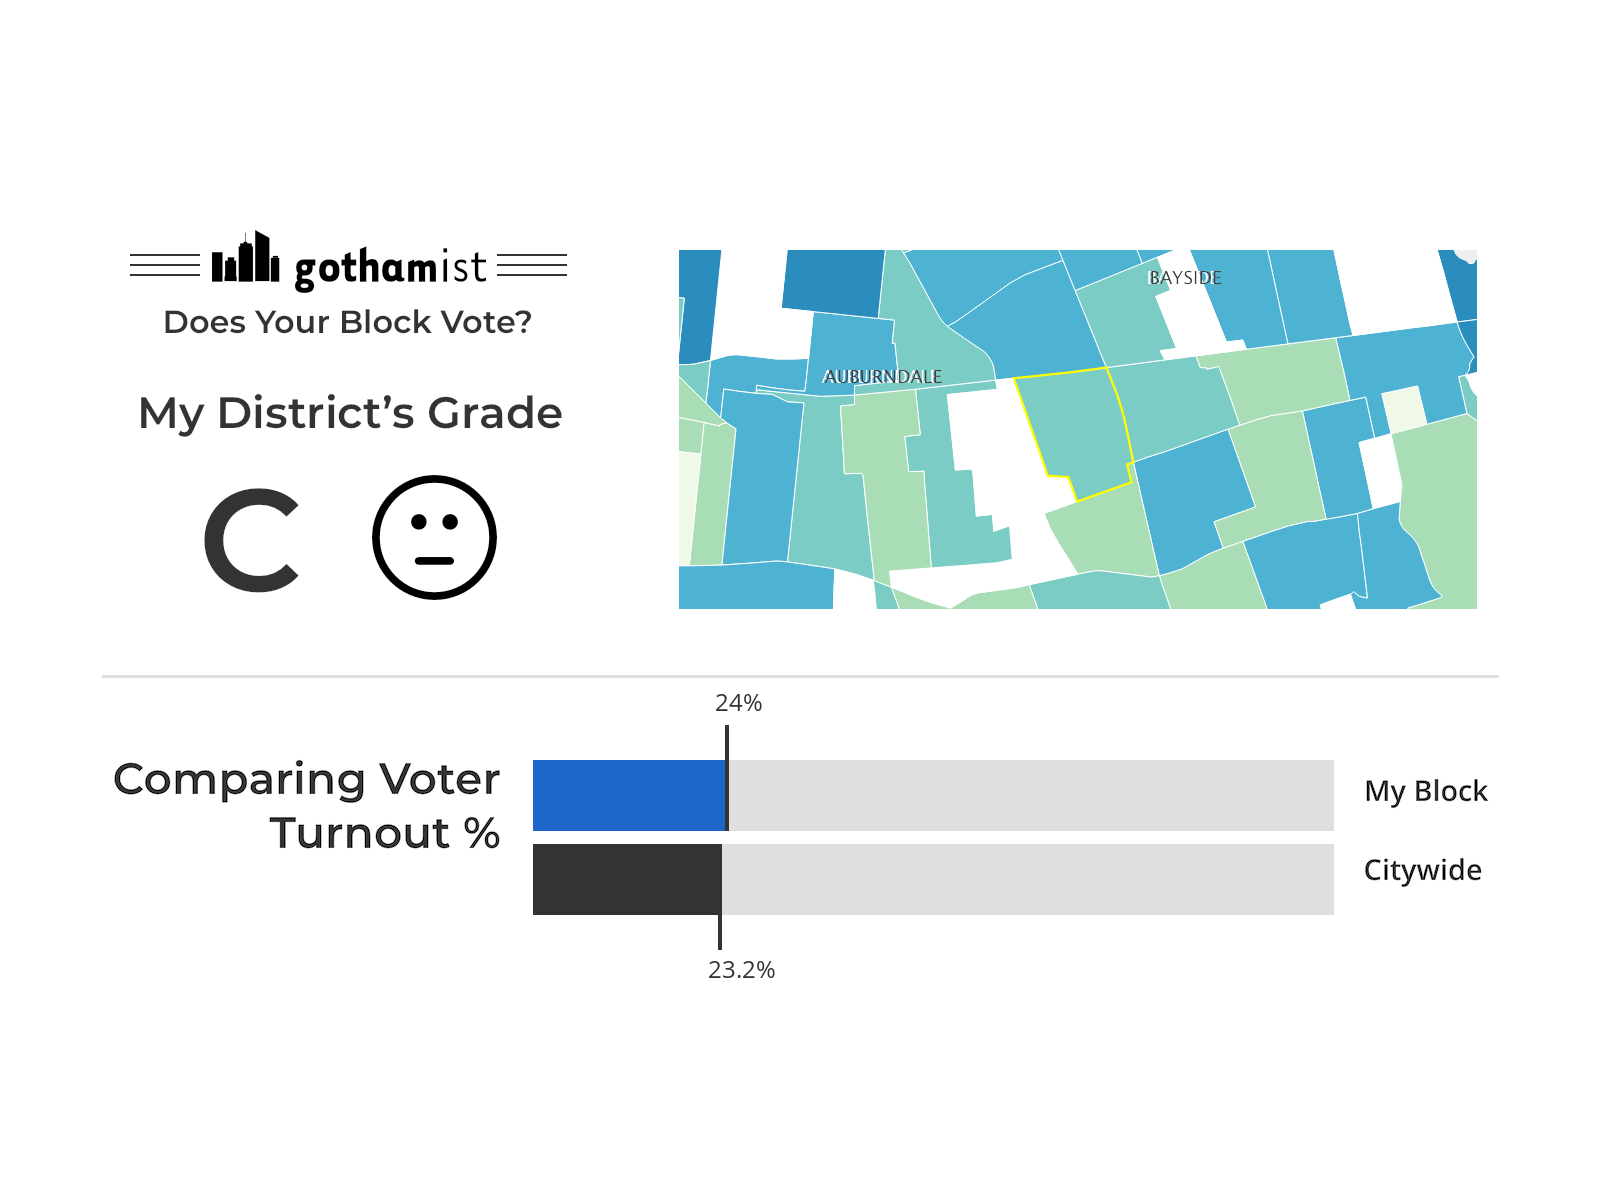 gothamist
Does Your Block Vote?
My District’s Grade
C
BAYSIDE
AUBURNDALE
24%
Comparing Voter
Turnout %
My Block
Citywide
23.2%